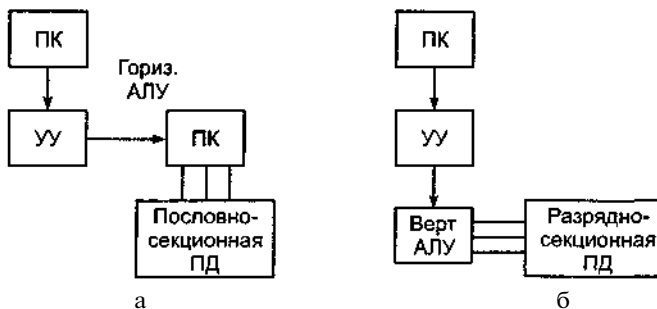 ПК
Гориз.
АЛУ
УУ
ПК
Пословно-
секционная
ПД
а
ПК
УУ
Верт
АЛУ
Разрядно-
секционная
ПД
б